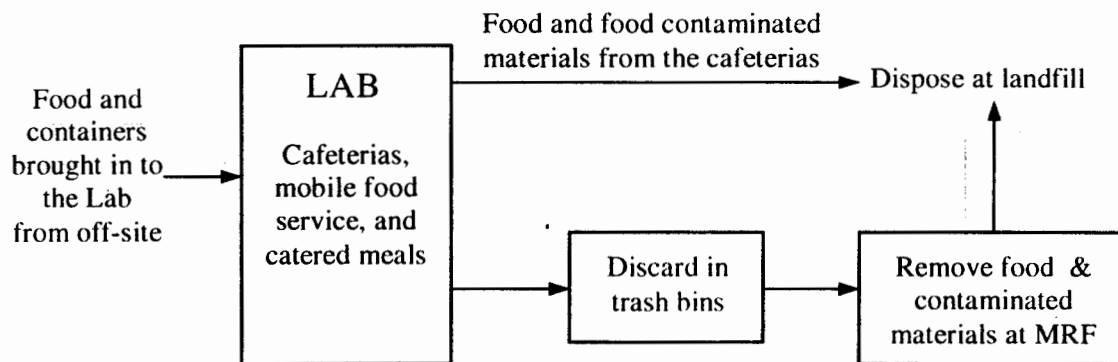 Food and
containers
brought in to
the Lab
from off-site
LAB
Cafeterias,
mobile food
service, and
catered meals
Food and food contaminated
materials from the cafeterias
Dispose at landfill
Discard in
trash bins
Remove food &
contaminated
materials at MRF